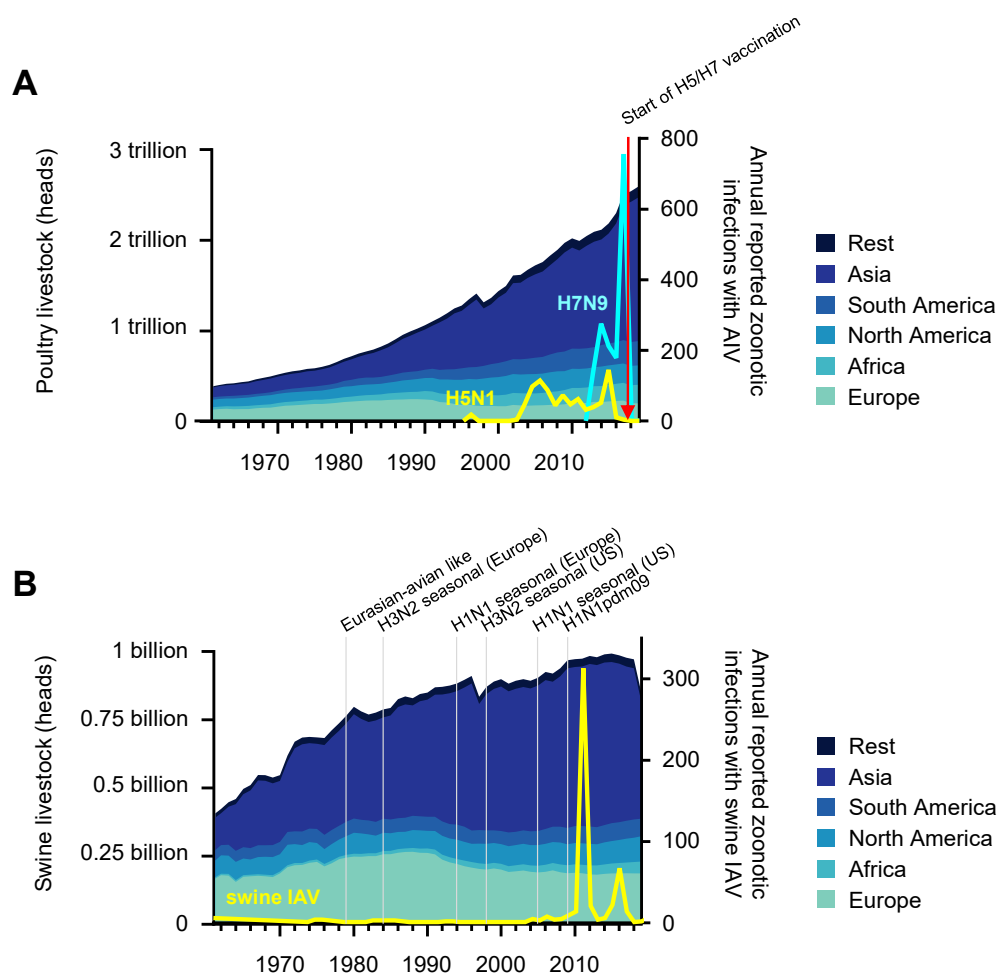 A
Start of H5/H7 vaccination
Poultry livestock (heads)
3 trillion
2 trillion
1 trillion
0
800
600
400
200
0
Annual reported zoonotic
infections with AIV
H7N9
H5N1
1970
1980
1990
2000
2010
Rest
Asia
South America
North America
Africa
Europe
B
Eurasian-avian like
H3N2 seasonal (Europe)
H1N1 seasonal (Europe)
H3N2 seasonal (US)
H1N1 seasonal (US)
H1N1pdm09
Swine livestock (heads)
1 billion
0.75 billion
0.5 billion
0.25 billion
0
300
200
100
0
Annual reported zoonotic
infections with swine IAV
swine IAV
1970
1980
1990
2000
2010
Rest
Asia
South America
North America
Africa
Europe